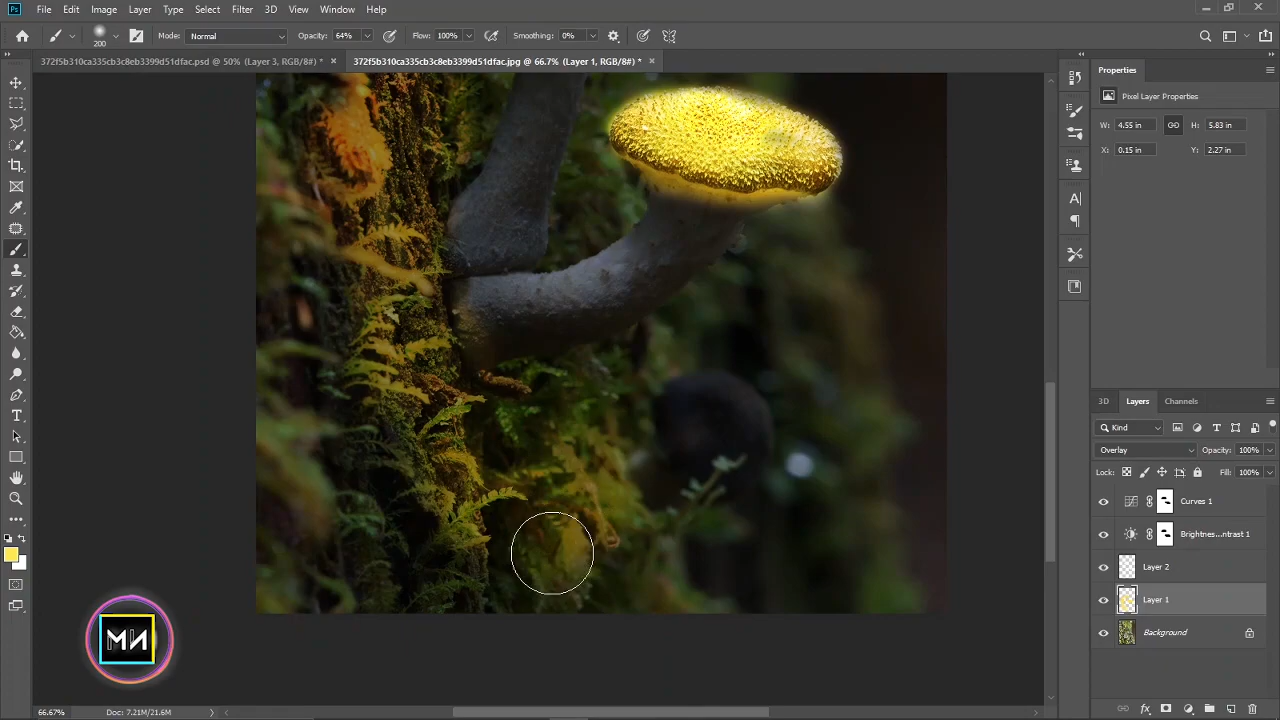 Ps File Edit Image Layer Type Select Filter 3D View Window Help
200 Mode: Normal Opacity: 64% Flow: 100% Smoothing: 0%
372f5b310ca335cb3c8eb3399d51dfac.psd @ 50% (Layer 3, RGB/8#) * × 372f5b310ca335cb3c8eb3399d51dfac.jpg @ 66.7% (Layer 1, RGB/8#) * ×
Properties
Pixel Layer Properties
W: 4.55 in H: 5.83 in
X: 0.15 in Y: 2.27 in
3D Layers Channels
Kind
Overlay Opacity: 100%
Lock: Fill: 100%
Curves 1
Brightnes...ntrast 1
Layer 2
Layer 1
Background
MN
66.67% Doc: 7.21M/21.6M